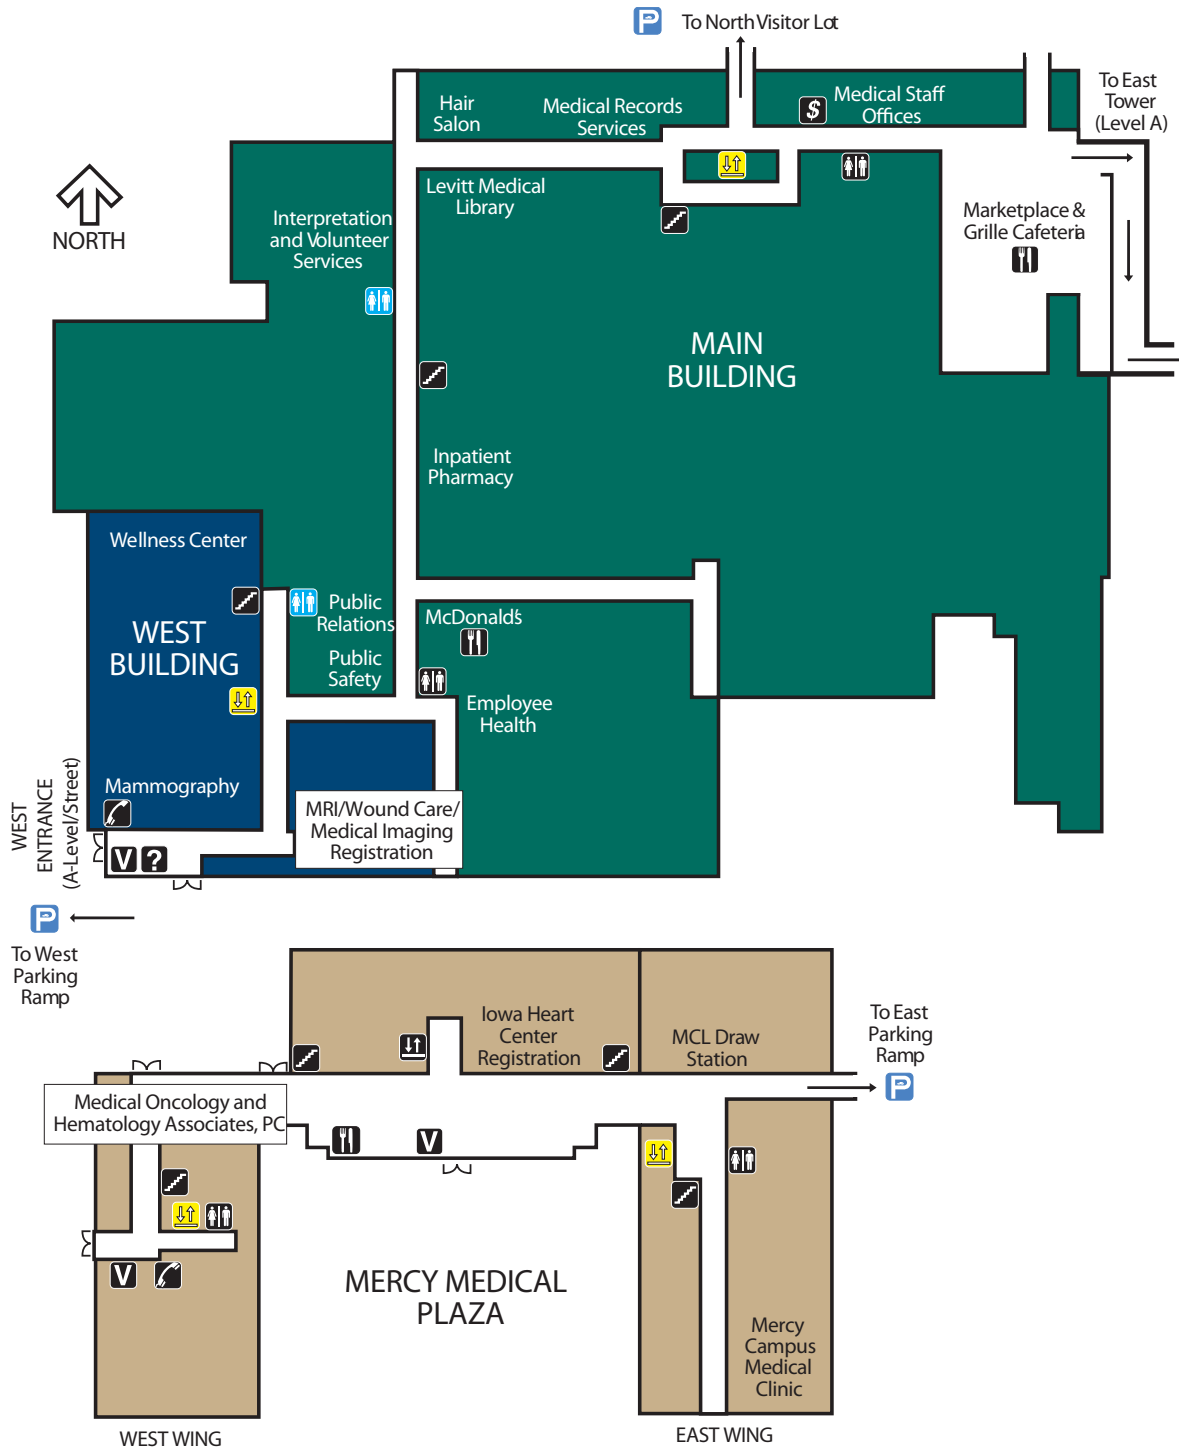 P To North Visitor Lot
Hair
Salon
Medical Records
Services
$
Medical Staff
Offices
To East
Tower
(Level A)
NORTH
Levitt Medical
Library
Interpretation
and Volunteer
Services
Marketplace &
Grille Cafeteria
MAIN
BUILDING
Inpatient
Pharmacy
Wellness Center
WEST
BUILDING
Public
Relations
Public
Safety
McDonald's
Employee
Health
Mammography
WEST
ENTRANCE
(A-Level/Street)
V ?
MRI/Wound Care/
Medical Imaging
Registration
P
To West
Parking
Ramp
Iowa Heart
Center
Registration
MCL Draw
Station
To East
Parking
Ramp
P
Medical Oncology and
Hematology Associates, PC
V
V
MERCY MEDICAL
PLAZA
Mercy
Campus
Medical
Clinic
WEST WING
EAST WING